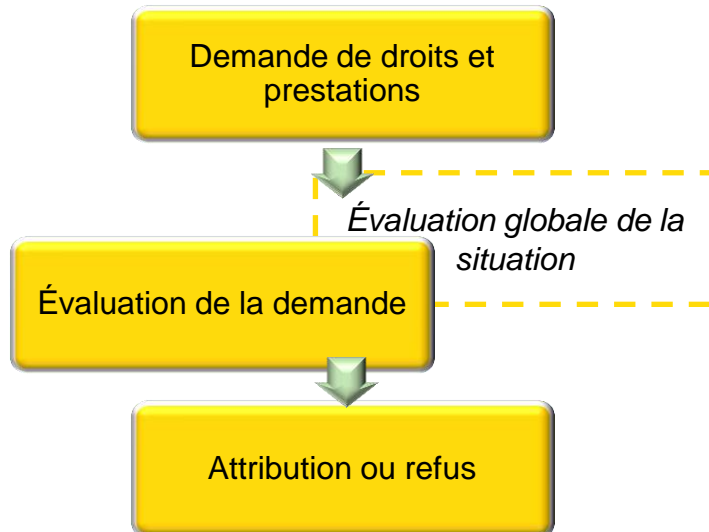 Demande de droits et
prestations
Évaluation globale de la
situation
Évaluation de la demande
Attribution ou refus